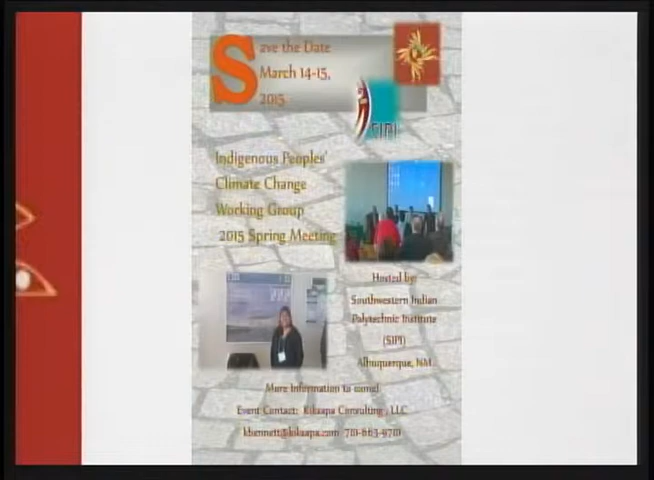 Save the Date
March 14-15,
2015
SIPI
Indigenous Peoples'
Climate Change
Working Group
2015 Spring Meeting
Hosted by:
Southwestern Indian
Polytechnic Institute
(SIPI)
Albuquerque, NM
More Information to come!
Event Contact: Kikaapa Consulting, LLC